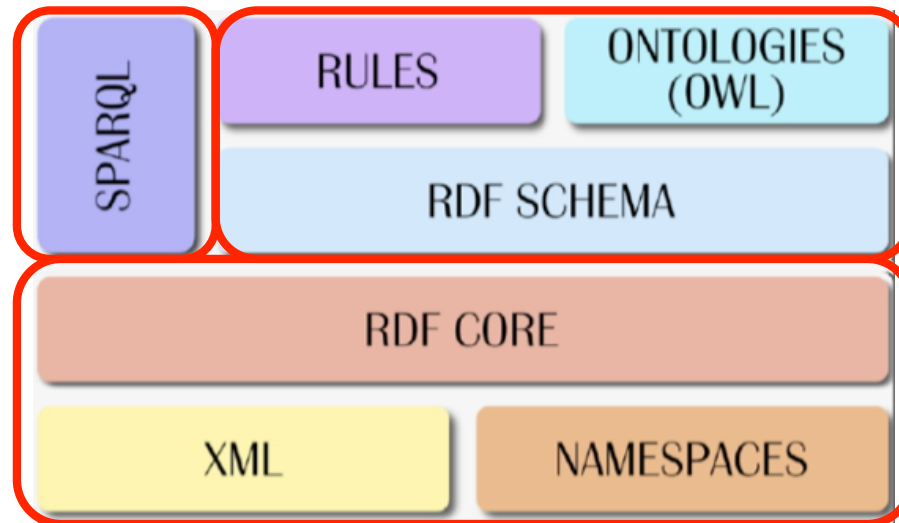 SPARQL
RULES
ONTOLOGIES
(OWL)
RDF SCHEMA
RDF CORE
XML
NAMESPACES